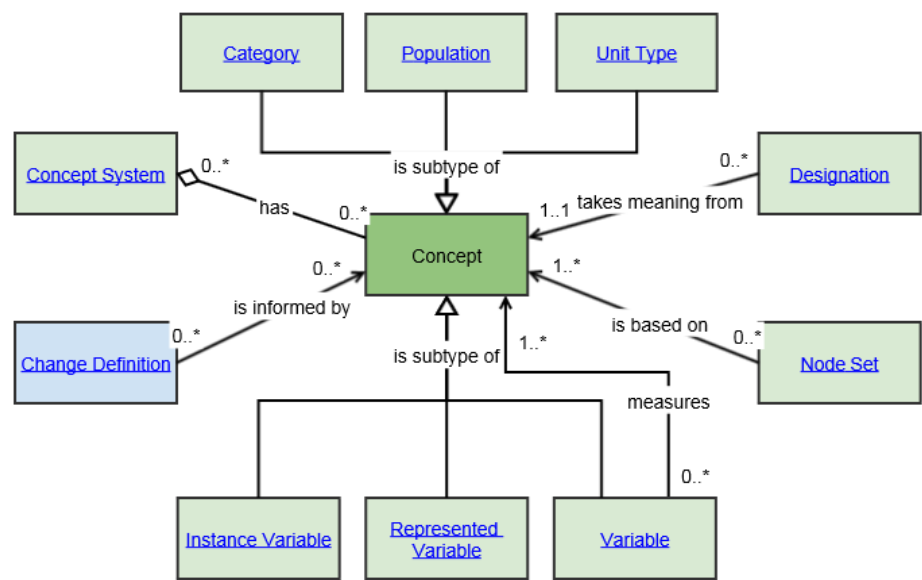 Category
Population
Unit Type
is subtype of
Concept System
0..*
has
0..*
Designation
0..*
takes meaning from
1..1
Concept
0..*
is informed by
0..*
Change Definition
1..*
is based on
0..*
Node Set
is subtype of
1..*
measures
0..*
Instance Variable
Represented
Variable
Variable